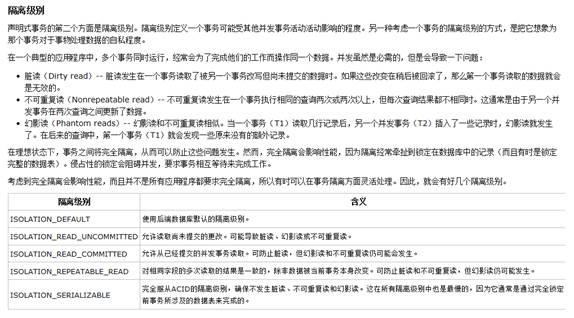 隔离级别
声明式事务的第二个方面是隔离级别。隔离级别定义一个事务可能受其他并发事务活动活动影响的程度。另一种考虑一个事务的隔离级别的方式，是把它想象为
那个事务对于事物处理数据的自私程度。
在一个典型的应用程序中，多个事务同时运行，经常会为了完成他们的工作而操作同一个数据。并发虽然是必需的，但是会导致一下问题：
脏读（Dirty read）-- 脏读发生在一个事务读取了被另一个事务改写但尚未提交的数据时。如果这些改变在稍后被回滚了，那么第一个事务读取的数据就会
是无效的。
不可重复读（Nonrepeatable read）-- 不可重复读发生在一个事务执行相同的查询两次或两次以上，但每次查询结果都不相同时。这通常是由于另一个并
发事务在两次查询之间更新了数据。
幻影读（Phantom reads）-- 幻影读和不可重复读相似。当一个事务（T1）读取几行记录后，另一个并发事务（T2）插入了一些记录时，幻影读就发生
了。在后来的查询中，第一个事务（T1）就会发现一些原来没有的额外记录。
在理想状态下，事务之间将完全隔离，从而可以防止这些问题发生。然而，完全隔离会影响性能，因为隔离经常牵扯到锁定在数据库中的记录（而且有时是锁定
完整的数据表）。侵占性的锁定会阻碍并发，要求事务相互等待来完成工作。
考虑到完全隔离会影响性能，而且并不是所有应用程序都要求完全隔离，所以有时可以在事务隔离方面灵活处理。因此，就会有好几个隔离级别。
隔离级别 含义
ISOLATION_DEFAULT 使用后端数据库默认的隔离级别。
ISOLATION_READ_UNCOMMITTED 允许读取尚未提交的更改。可能导致脏读、幻影读或不可重复读。
ISOLATION_READ_COMMITTED 允许从已经提交的并发事务读取。可防止脏读，但幻影读和不可重复读仍可能会发生。
ISOLATION_REPEATABLE_READ 对相同字段的多次读取的结果是一致的，除非数据被当前事务本身改变。可防止脏读和不可重复读，但幻影读仍可能发生。
ISOLATION_SERIALIZABLE 完全服从ACID的隔离级别，确保不发生脏读、不可重复读和幻影读。这在所有隔离级别中也是最慢的，因为它通常是通过完全锁定
前事务所涉及的数据表来完成的。